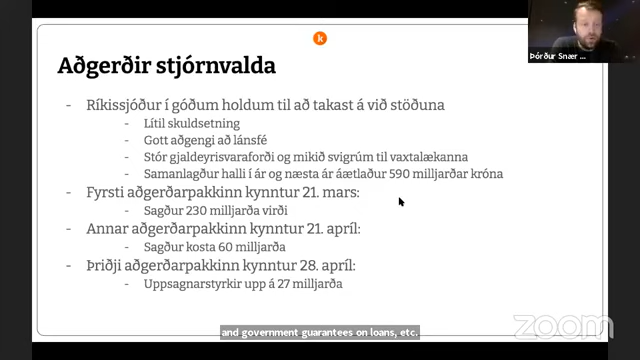 k
Þórður Snær ...
Aðgerðir stjórnvalda
- Ríkissjóður í góðum holdum til að takast á við stöðuna
- Lítil skuldsetning
- Gott aðgengi að lánsfé
- Stór gjaldeyrisvaraforði og mikið svigrúm til vaxtalækanna
- Samanlagður halli í ár og næsta ár áætlaður 590 milljarðar króna
- Fyrsti aðgerðarpakkinn kynntur 21. mars:
- Sagður 230 milljarða virði
- Annar aðgerðarpakkinn kynntur 21. apríl:
- Sagður kosta 60 milljarða
- Þriðji aðgerðarpakkinn kynntur 28. apríl:
- Uppsagnarstyrkir upp á 27 milljarða
and government guarantees on loans, etc.
zoom